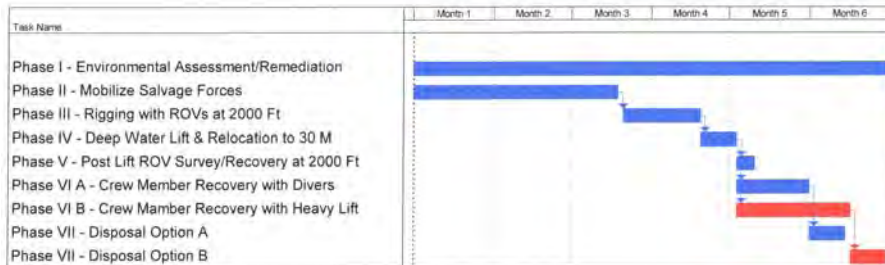 Month 1 Month 2 Month 3 Month 4 Month 5 Month 6
Task Name
Phase I - Environmental Assessment/Remediation
Phase II - Mobilize Salvage Forces
Phase III - Rigging with ROVs at 2000 Ft
Phase IV - Deep Water Lift & Relocation to 30 M
Phase V - Post Lift ROV Survey/Recovery at 2000 Ft
Phase VI A - Crew Member Recovery with Divers
Phase VI B - Crew Mamber Recovery with Heavy Lift
Phase VII - Disposal Option A
Phase VII - Disposal Option B